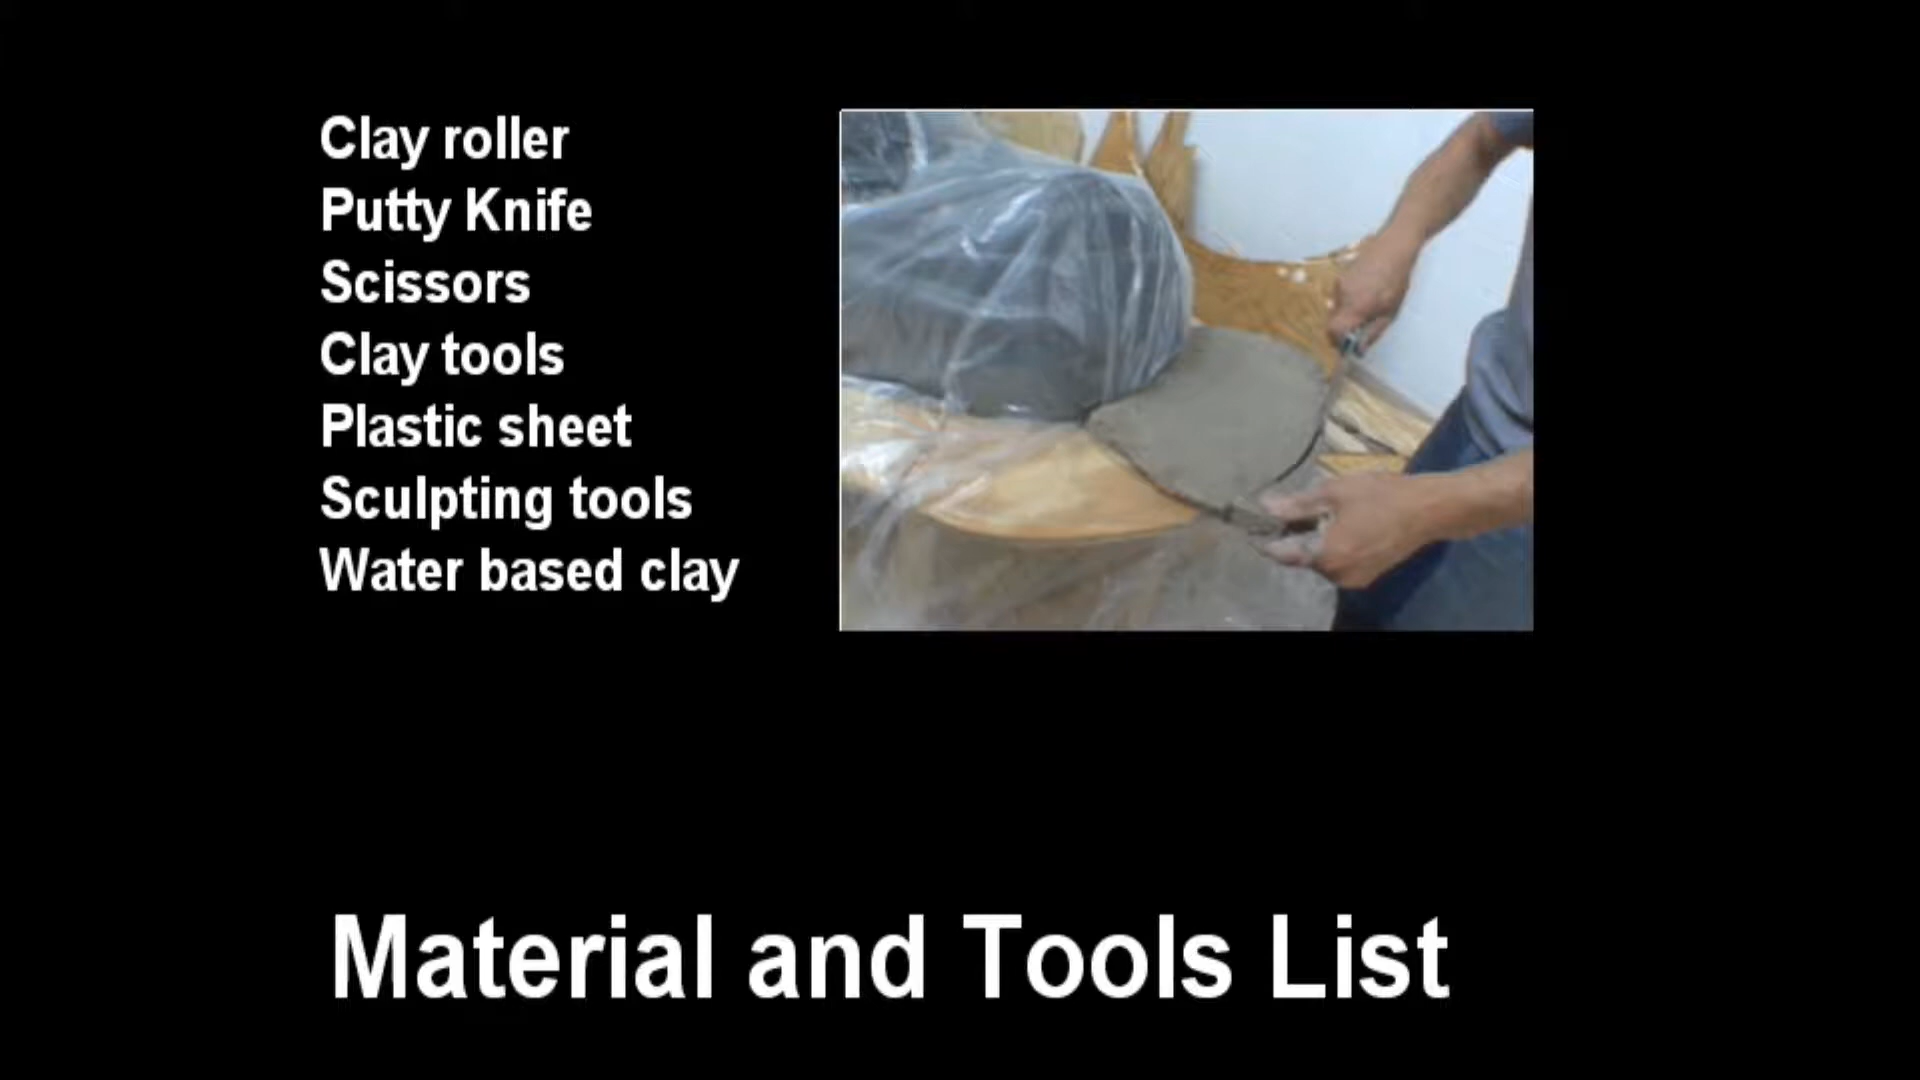 Clay roller
Putty Knife
Scissors
Clay tools
Plastic sheet
Sculpting tools
Water based clay
Material and Tools List